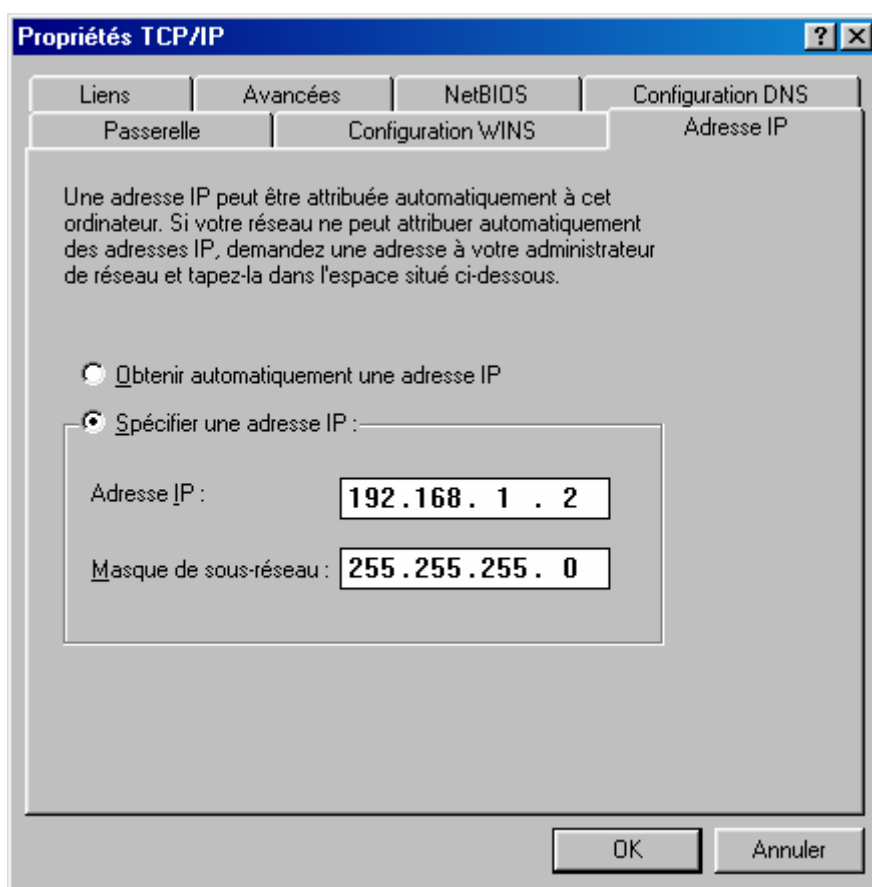 Propriétés TCP/IP
Liens Avancées NetBIOS Configuration DNS
Passerelle Configuration WINS Adresse IP
Une adresse IP peut être attribuée automatiquement à cet
ordinateur. Si votre réseau ne peut attribuer automatiquement
des adresses IP, demandez une adresse à votre administrateur
de réseau et tapez-la dans l'espace situé ci-dessous.
Obtenir automatiquement une adresse IP
Spécifier une adresse IP :
Adresse IP : 192.168. 1 . 2
Masque de sous-réseau : 255.255.255. 0
OK Annuler